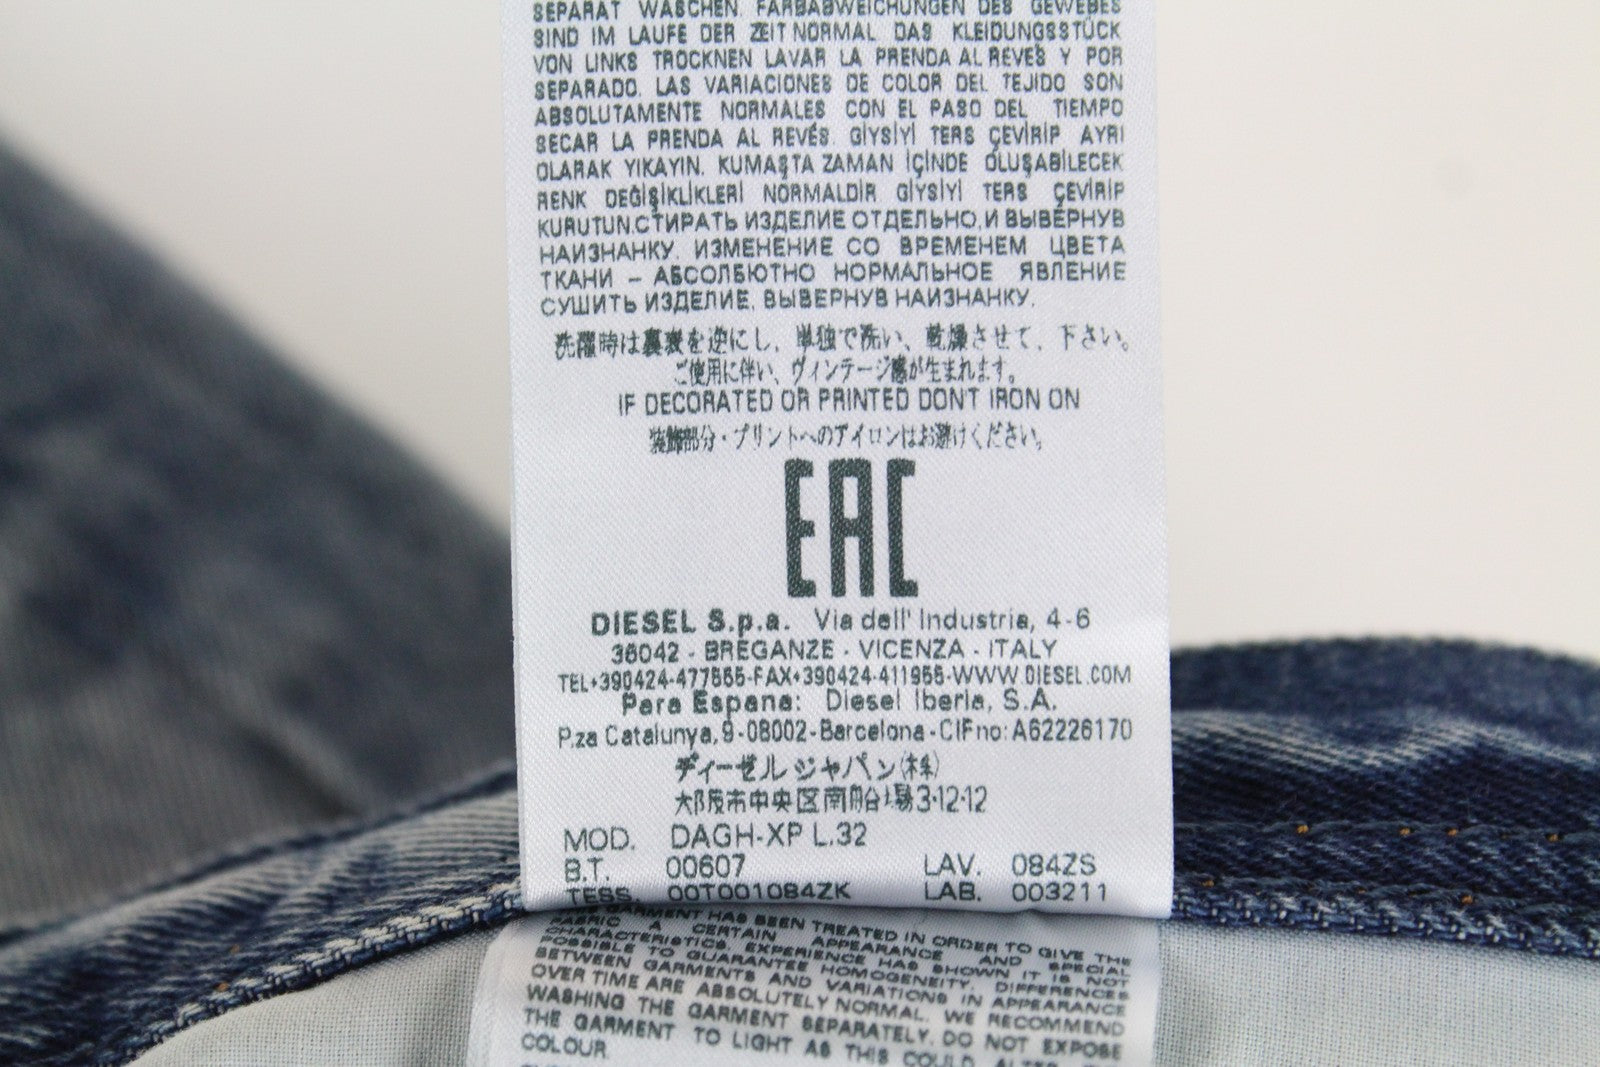 SEPARAT WASCHEN. FARBABWEICHUNGEN DES GEWEBES
SIND IM LAUFE DER ZEIT NORMAL DAS KLEIDUNGSSTÜCK
VON LINKS TROCKNEN LAVAR LA PRENDA AL REVÉS Y POR
SEPARADO. LAS VARIACIONES DE COLOR DEL TEJIDO SON
ABSOLUTAMENTE NORMALES CON EL PASO DEL TIEMPO
SECAR LA PRENDA AL REVÉS. GİYSİYİ TERS ÇEVİRİP AYRI
OLARAK YIKAYIN. KUMAŞTA ZAMAN İÇİNDE OLUŞABİLECEK
RENK DEĞİŞİKLİKLERİ NORMALDİR GİYSİYİ TERS ÇEVİRİP
KURUTUN.СТИРАТЬ ИЗДЕЛИЕ ОТДЕЛЬНО,И ВЫВЕРНУВ
НАИЗНАНКУ. ИЗМЕНЕНИЕ СО ВРЕМЕНЕМ ЦВЕТА
ТКАНИ – АБСОЛЮТНО НОРМАЛЬНОЕ ЯВЛЕНИЕ
СУШИТЬ ИЗДЕЛИЕ, ВЫВЕРНУВ НАИЗНАНКУ.
洗濯時は裏表を逆にし、単独で洗い、乾燥させて、下さい。
ご使用に伴い、ヴィンテージ感が生まれます。
IF DECORATED OR PRINTED DONT IRON ON
装飾部分・プリントへのアイロンはお避けください。
EAC
DIESEL S.p.a. Via dell' Industria, 4-6
36042 - BREGANZE - VICENZA - ITALY
TEL+390424-477555-FAX+390424-411955-WWW.DIESEL.COM
Para Espana: Diesel Iberia, S.A.
P.za Catalunya, 9-08002-Barcelona-CIFno: A62226170
ディーゼル ジャパン(株)
大阪市中央区南船場3-12-12
MOD. DAGH-XP L.32
B.T. 00607 LAV. 084ZS
TESS. 00T001084ZK LAB. 003211
GARMENT HAS BEEN TREATED IN ORDER TO GIVE THE
FABRIC A CERTAIN APPEARANCE AND SPECIAL
CHARACTERISTICS. EXPERIENCE HAS SHOWN IT IS NOT
POSSIBLE TO GUARANTEE HOMOGENEITY. DIFFERENCES
BETWEEN GARMENTS AND VARIATIONS IN APPEARANCE
OVER TIME ARE ABSOLUTELY NORMAL. WE RECOMMEND
WASHING THE GARMENT SEPARATELY. DO NOT EXPOSE
THE GARMENT TO LIGHT AS THIS COULD ALTER THE
COLOUR.